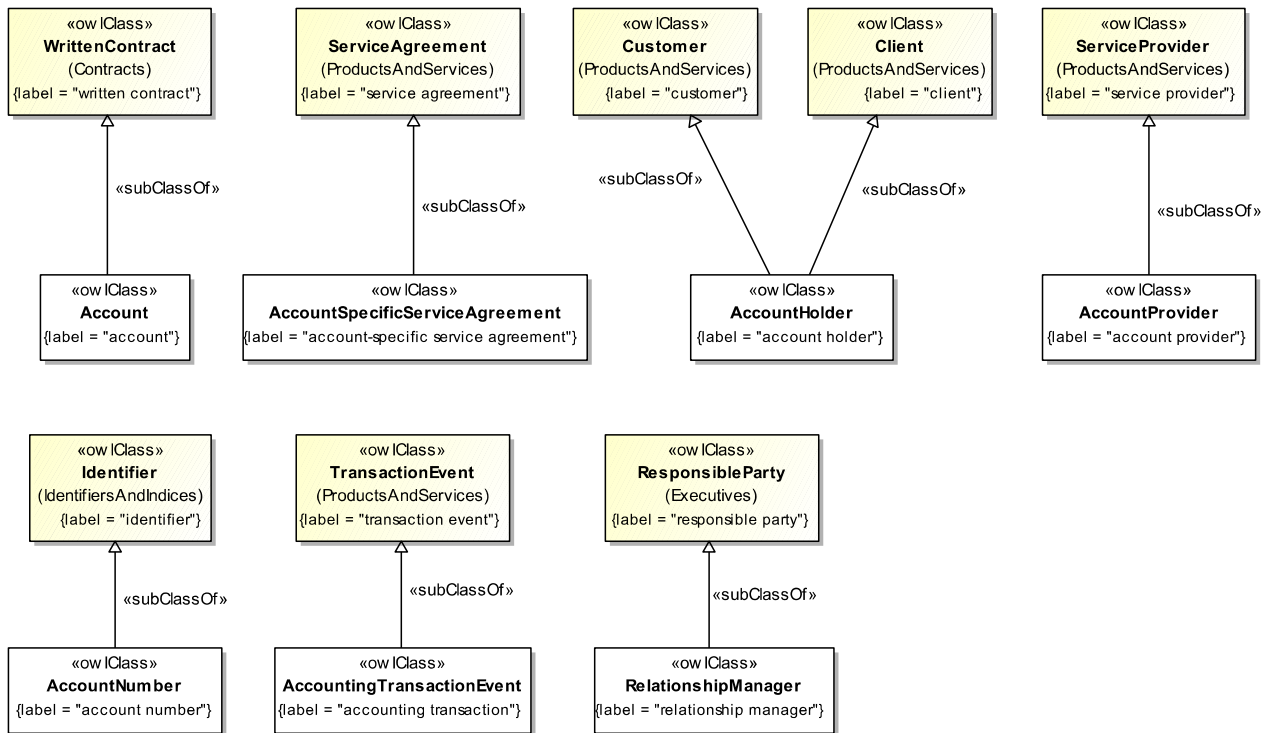 «owlClass»
WrittenContract
(Contracts)
{label = "written contract"}
«owlClass»
ServiceAgreement
(ProductsAndServices)
{label = "service agreement"}
«owlClass»
Customer
(ProductsAndServices)
{label = "customer"}
«owlClass»
Client
(ProductsAndServices)
{label = "client"}
«owlClass»
ServiceProvider
(ProductsAndServices)
{label = "service provider"}
«subClassOf»
«subClassOf»
«subClassOf»
«subClassOf»
«subClassOf»
«owlClass»
Account
{label = "account"}
«owlClass»
AccountSpecificServiceAgreement
{label = "account-specific service agreement"}
«owlClass»
AccountHolder
{label = "account holder"}
«owlClass»
AccountProvider
{label = "account provider"}
«owlClass»
Identifier
(IdentifiersAndIndices)
{label = "identifier"}
«owlClass»
TransactionEvent
(ProductsAndServices)
{label = "transaction event"}
«owlClass»
ResponsibleParty
(Executives)
{label = "responsible party"}
«subClassOf»
«subClassOf»
«subClassOf»
«owlClass»
AccountNumber
{label = "account number"}
«owlClass»
AccountingTransactionEvent
{label = "accounting transaction"}
«owlClass»
RelationshipManager
{label = "relationship manager"}